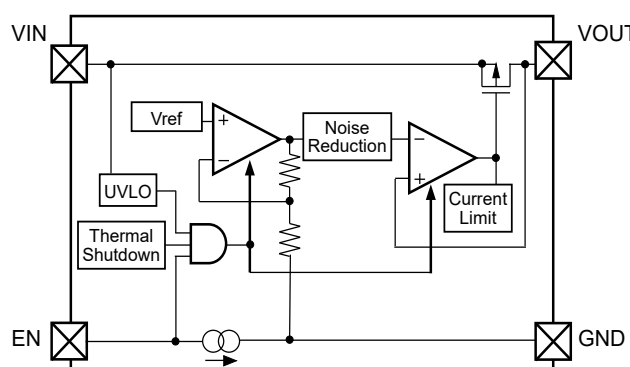 VIN
VOUT
Vref
+
−
Noise
Reduction
−
+
UVLO
Current
Limit
Thermal
Shutdown
EN
GND